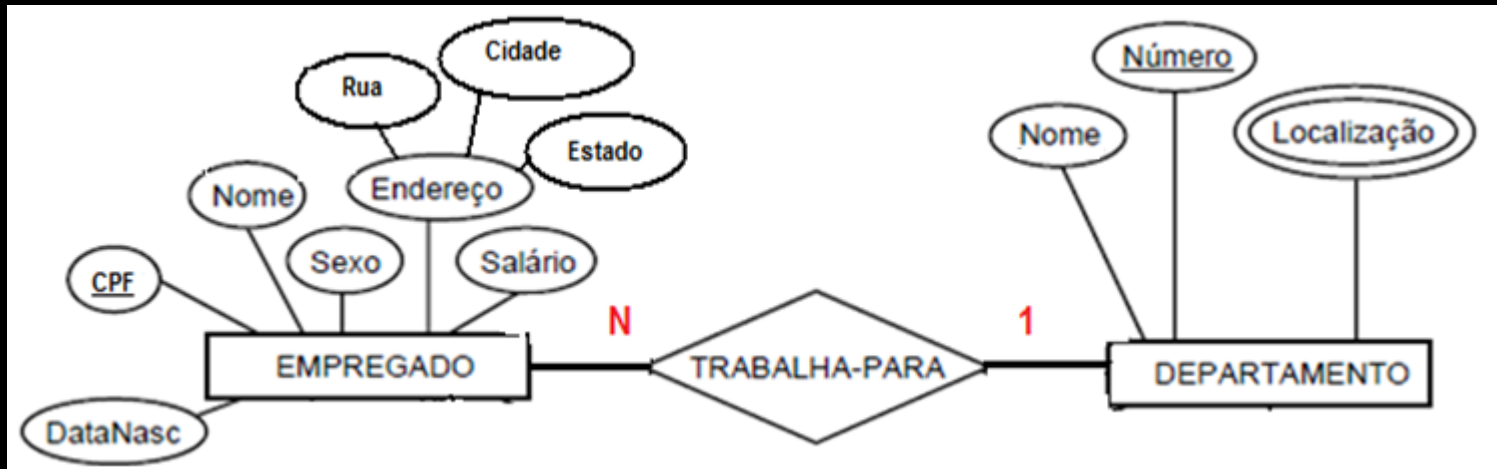 Cidade
Rua
Estado
Endereço
Nome
Sexo
Salário
CPF
EMPREGADO
DataNasc
N
TRABALHA-PARA
1
Número
Nome
Localização
DEPARTAMENTO